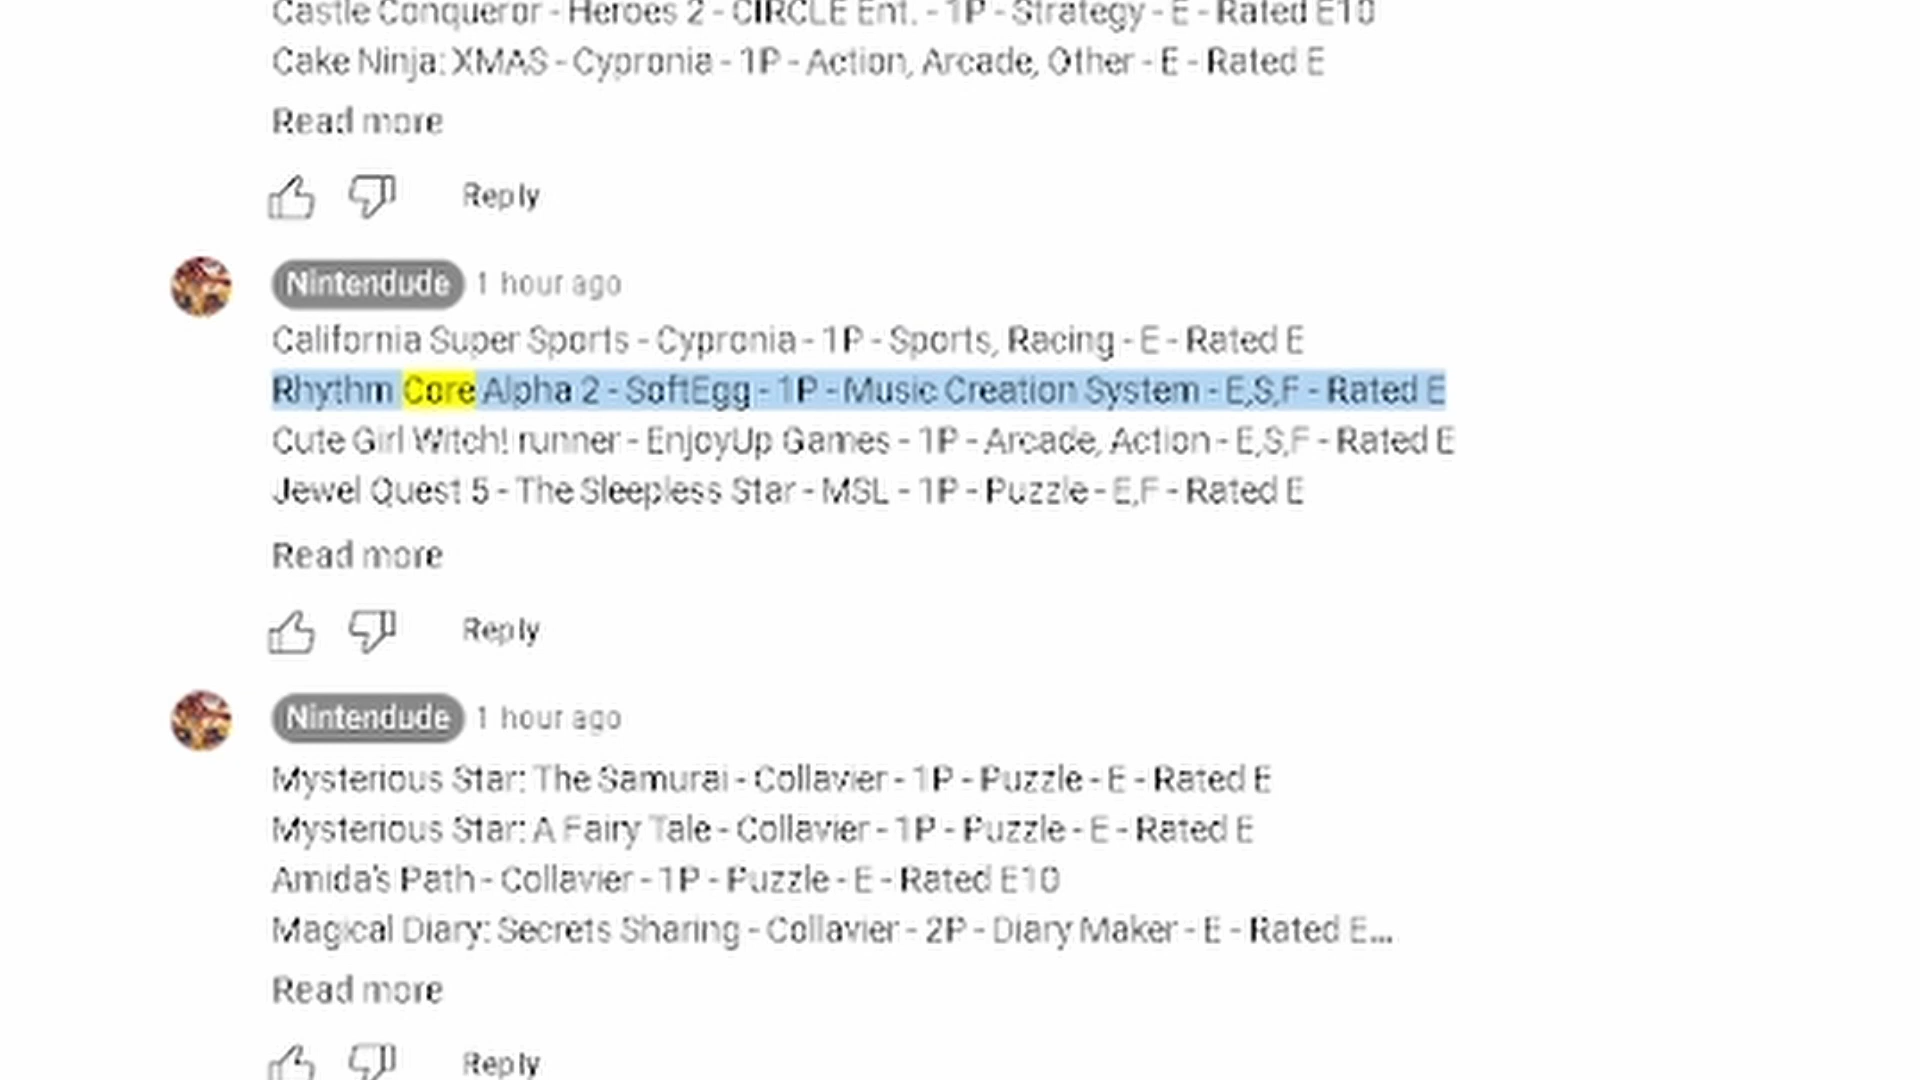 Castle Conqueror - Heroes 2 - CIRCLE Ent. - 1P - Strategy - E - Rated E10
Cake Ninja: XMAS - Cypronia - 1P - Action, Arcade, Other - E - Rated E
Read more
Reply
Nintendude 1 hour ago
California Super Sports - Cypronia - 1P - Sports, Racing - E - Rated E
Rhythm Core Alpha 2 - SoftEgg - 1P - Music Creation System - E,S,F - Rated E
Cute Girl Witch! runner - EnjoyUp Games - 1P - Arcade, Action - E,S,F - Rated E
Jewel Quest 5 - The Sleepless Star - MSL - 1P - Puzzle - E,F - Rated E
Read more
Reply
Nintendude 1 hour ago
Mysterious Star: The Samurai - Collavier - 1P - Puzzle - E - Rated E
Mysterious Star: A Fairy Tale - Collavier - 1P - Puzzle - E - Rated E
Amida's Path - Collavier - 1P - Puzzle - E - Rated E10
Magical Diary: Secrets Sharing - Collavier - 2P - Diary Maker - E - Rated E...
Read more
Reply